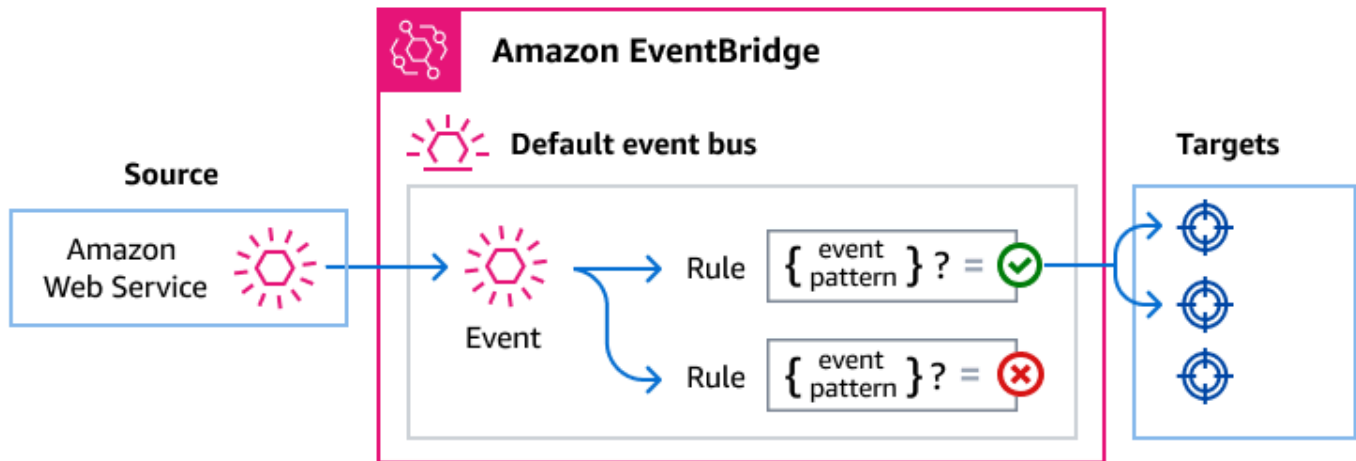 Amazon EventBridge
Default event bus
Source
Targets
Amazon
Web Service
Event
Rule
{ event
pattern } ? =
Rule
{ event
pattern } ? =